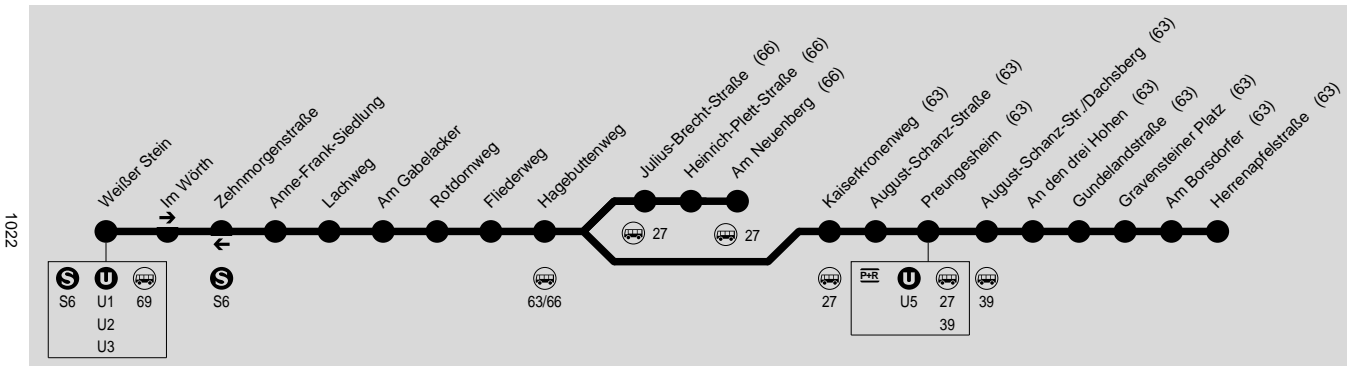 1022
Weißer Stein
Im Wörth
Zehnmorgenstraße
Anne-Frank-Siedlung
Lachweg
Am Gabelacker
Rotdornweg
Fliederweg
Hagebuttenweg
Julius-Brecht-Straße (66)
Heinrich-Plett-Straße (66)
Am Neuenberg (66)
Kaiserkronenweg (63)
August-Schanz-Straße (63)
Preungesheim (63)
August-Schanz-Str./Dachsberg (63)
An den drei Hohen (63)
Gundelandstraße (63)
Gravensteiner Platz (63)
Am Borsdorfer (63)
Herrenapfelstraße (63)
27
27
S U
S6 U1 69
U2
U3
S
S6
63/66
27
P+R U
U5 27
39
39